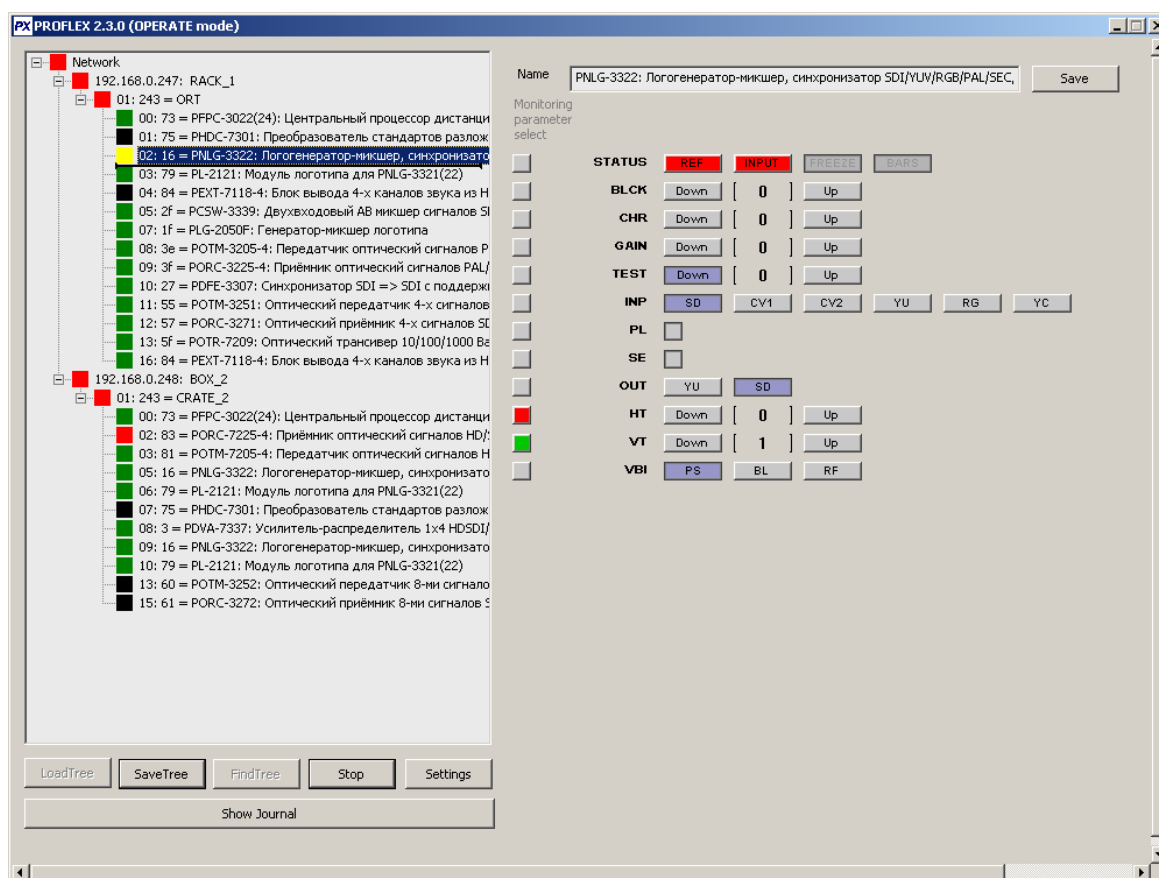 PX PROFLEX 2.3.0 (OPERATE mode)
Network
192.168.0.247: RACK_1
01: 243 = ORT
00: 73 = PFPC-3022(24): Центральный процессор дистанци
01: 75 = PHDC-7301: Преобразователь стандартов разлож
02: 16 = PNLG-3322: Логогенератор-микшер, синхронизато
03: 79 = PL-2121: Модуль логотипа для PNLG-3321(22)
04: 84 = PEXT-7118-4: Блок вывода 4-х каналов звука из H
05: 2f = PCSW-3339: Двухвходовый АВ микшер сигналов SI
07: 1f = PLG-2050F: Генератор-микшер логотипа
08: 3e = POTM-3205-4: Передатчик оптический сигналов P
09: 3f = PORC-3225-4: Приёмник оптический сигналов PAL/
10: 27 = PDFE-3307: Синхронизатор SDI => SDI с поддержк
11: 55 = POTM-3251: Оптический передатчик 4-х сигналов
12: 57 = PORC-3271: Оптический приёмник 4-х сигналов SD
13: 5f = POTR-7209: Оптический трансивер 10/100/1000 Ba
16: 84 = PEXT-7118-4: Блок вывода 4-х каналов звука из H
192.168.0.248: BOX_2
01: 243 = CRATE_2
00: 73 = PFPC-3022(24): Центральный процессор дистанци
02: 83 = PORC-7225-4: Приёмник оптический сигналов HD/
03: 81 = POTM-7205-4: Передатчик оптический сигналов H
05: 16 = PNLG-3322: Логогенератор-микшер, синхронизато
06: 79 = PL-2121: Модуль логотипа для PNLG-3321(22)
07: 75 = PHDC-7301: Преобразователь стандартов разлож
08: 3 = PDVA-7337: Усилитель-распределитель 1x4 HDSDI/
09: 16 = PNLG-3322: Логогенератор-микшер, синхронизато
10: 79 = PL-2121: Модуль логотипа для PNLG-3321(22)
13: 60 = POTM-3252: Оптический передатчик 8-ми сигнало
15: 61 = PORC-3272: Оптический приёмник 8-ми сигналов S
LoadTree SaveTree FindTree Stop Settings
Show Journal
Name PNLG-3322: Логогенератор-микшер, синхронизатор SDI/YUV/RGB/PAL/SEC, Save
Monitoring
parameter
select
STATUS REF INPUT FREEZE BARS
BLCK Down [ 0 ] Up
CHR Down [ 0 ] Up
GAIN Down [ 0 ] Up
TEST Down [ 0 ] Up
INP SD CV1 CV2 YU RG YC
PL
SE
OUT YU SD
HT Down [ 0 ] Up
VT Down [ 1 ] Up
VBI PS BL RF